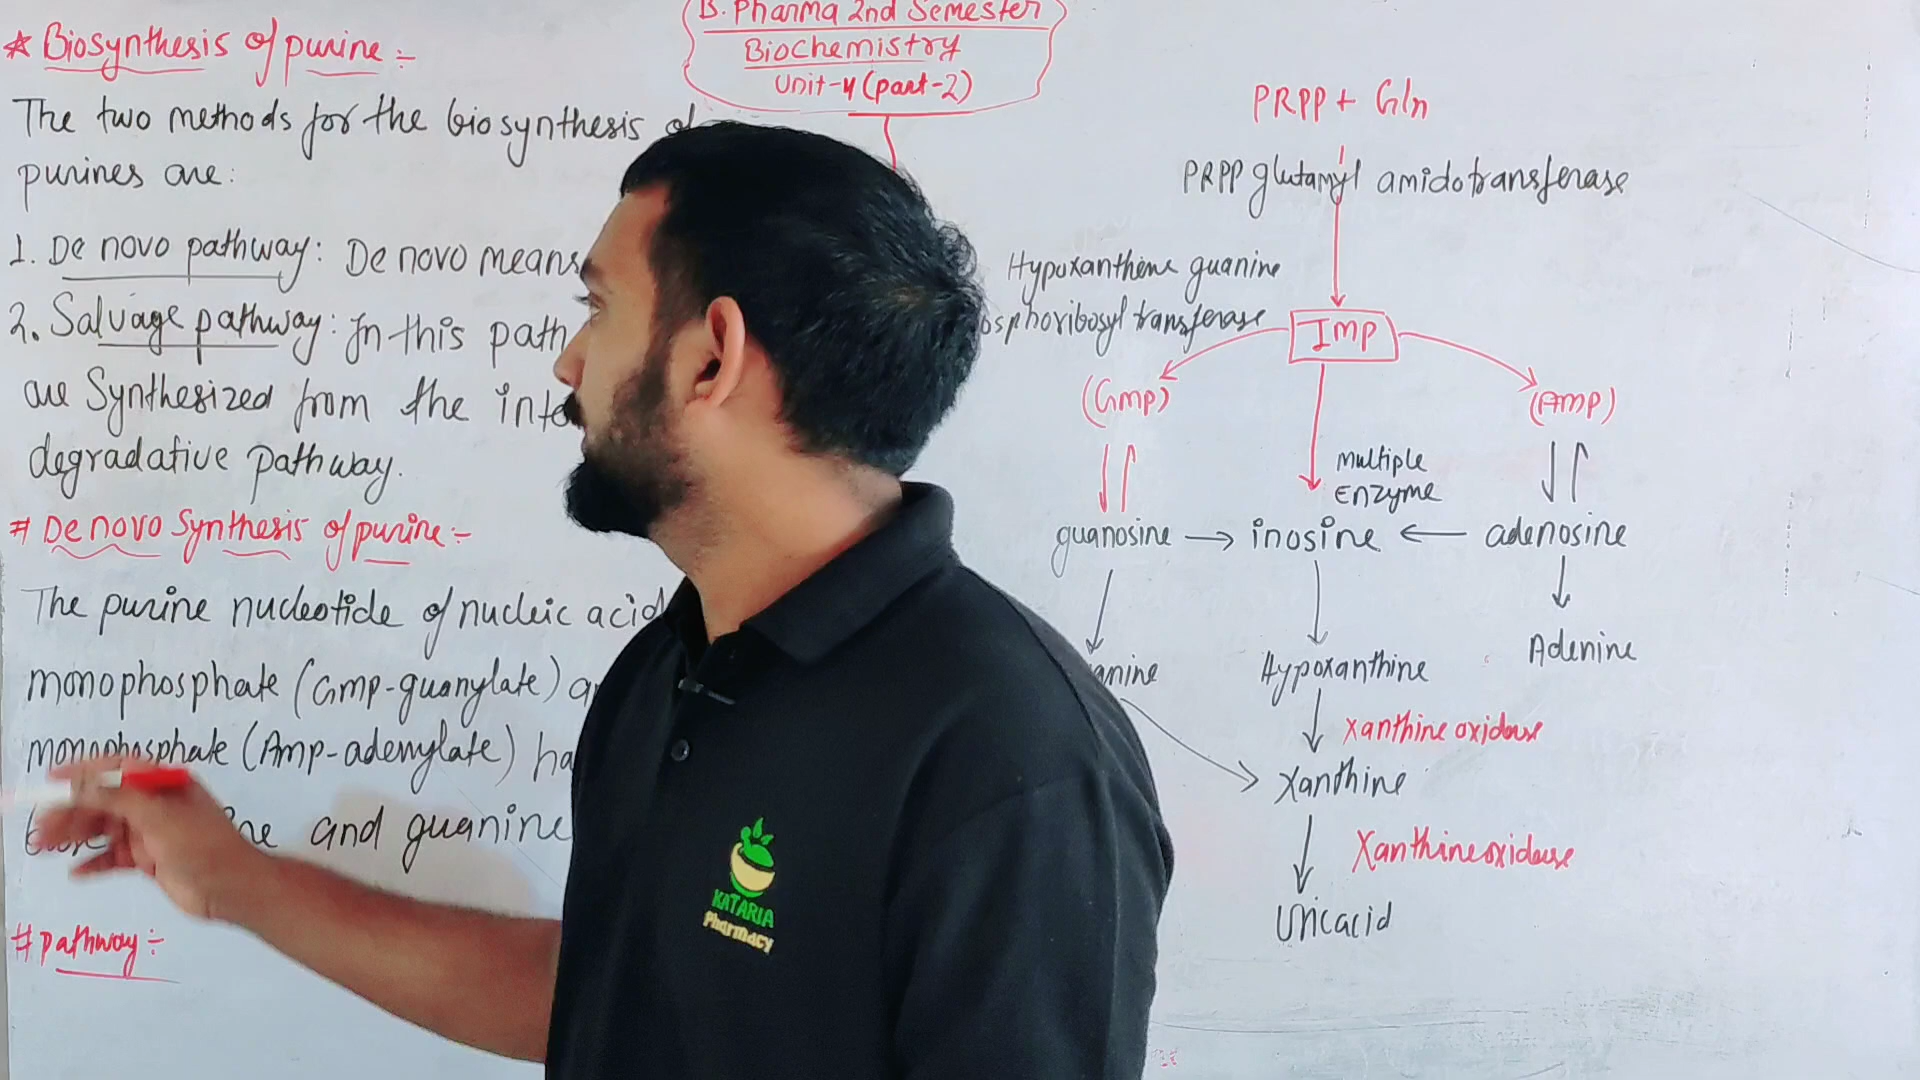 B. Pharma 2nd Semester
Biochemistry
Unit-4 (part-2)
* Biosynthesis of purine :-
The two methods for the biosynthesis of
purines are:
1. De novo pathway: De novo means
2. Salvage pathway: In this path
are Synthesized from the inte
degradative pathway.
# De novo Synthesis of purine:-
The purine nucleotide of nucleic acid
monophosphate (Gmp-guanylate) a
monophosphate (Amp-adenylate) ha
and guanine
# pathway :-
PRPP + Gln
PRPP glutamyl amidotransferase
Hypoxanthine guanine
osphoribosyl transferase
Imp
(Gmp)
(Amp)
multiple
Enzyme
guanosine → inosine ← adenosine
anine
Hypoxanthine
Adenine
Xanthine oxidase
Xanthine
Xanthine oxidase
Uric acid
KATARIA
Pharmacy